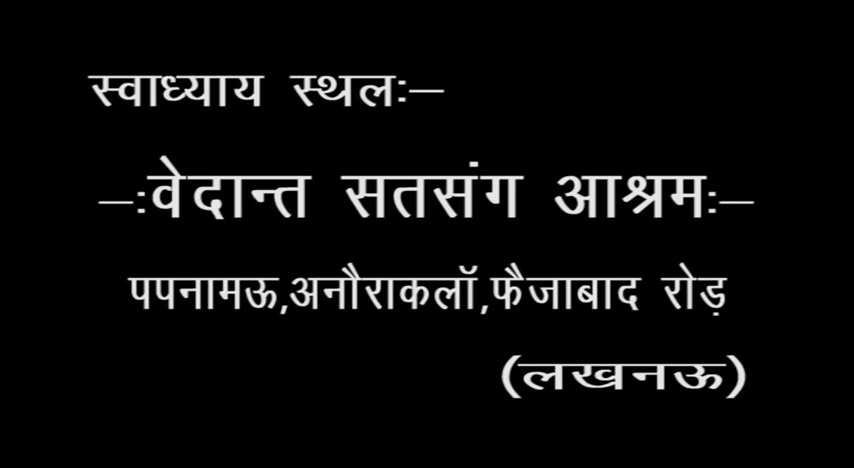 स्वाध्याय स्थलः—
—ःवेदान्त सतसंग आश्रमः—
पपनामऊ,अनौराकलॉ,फैजाबाद रोड़
(लखनऊ)